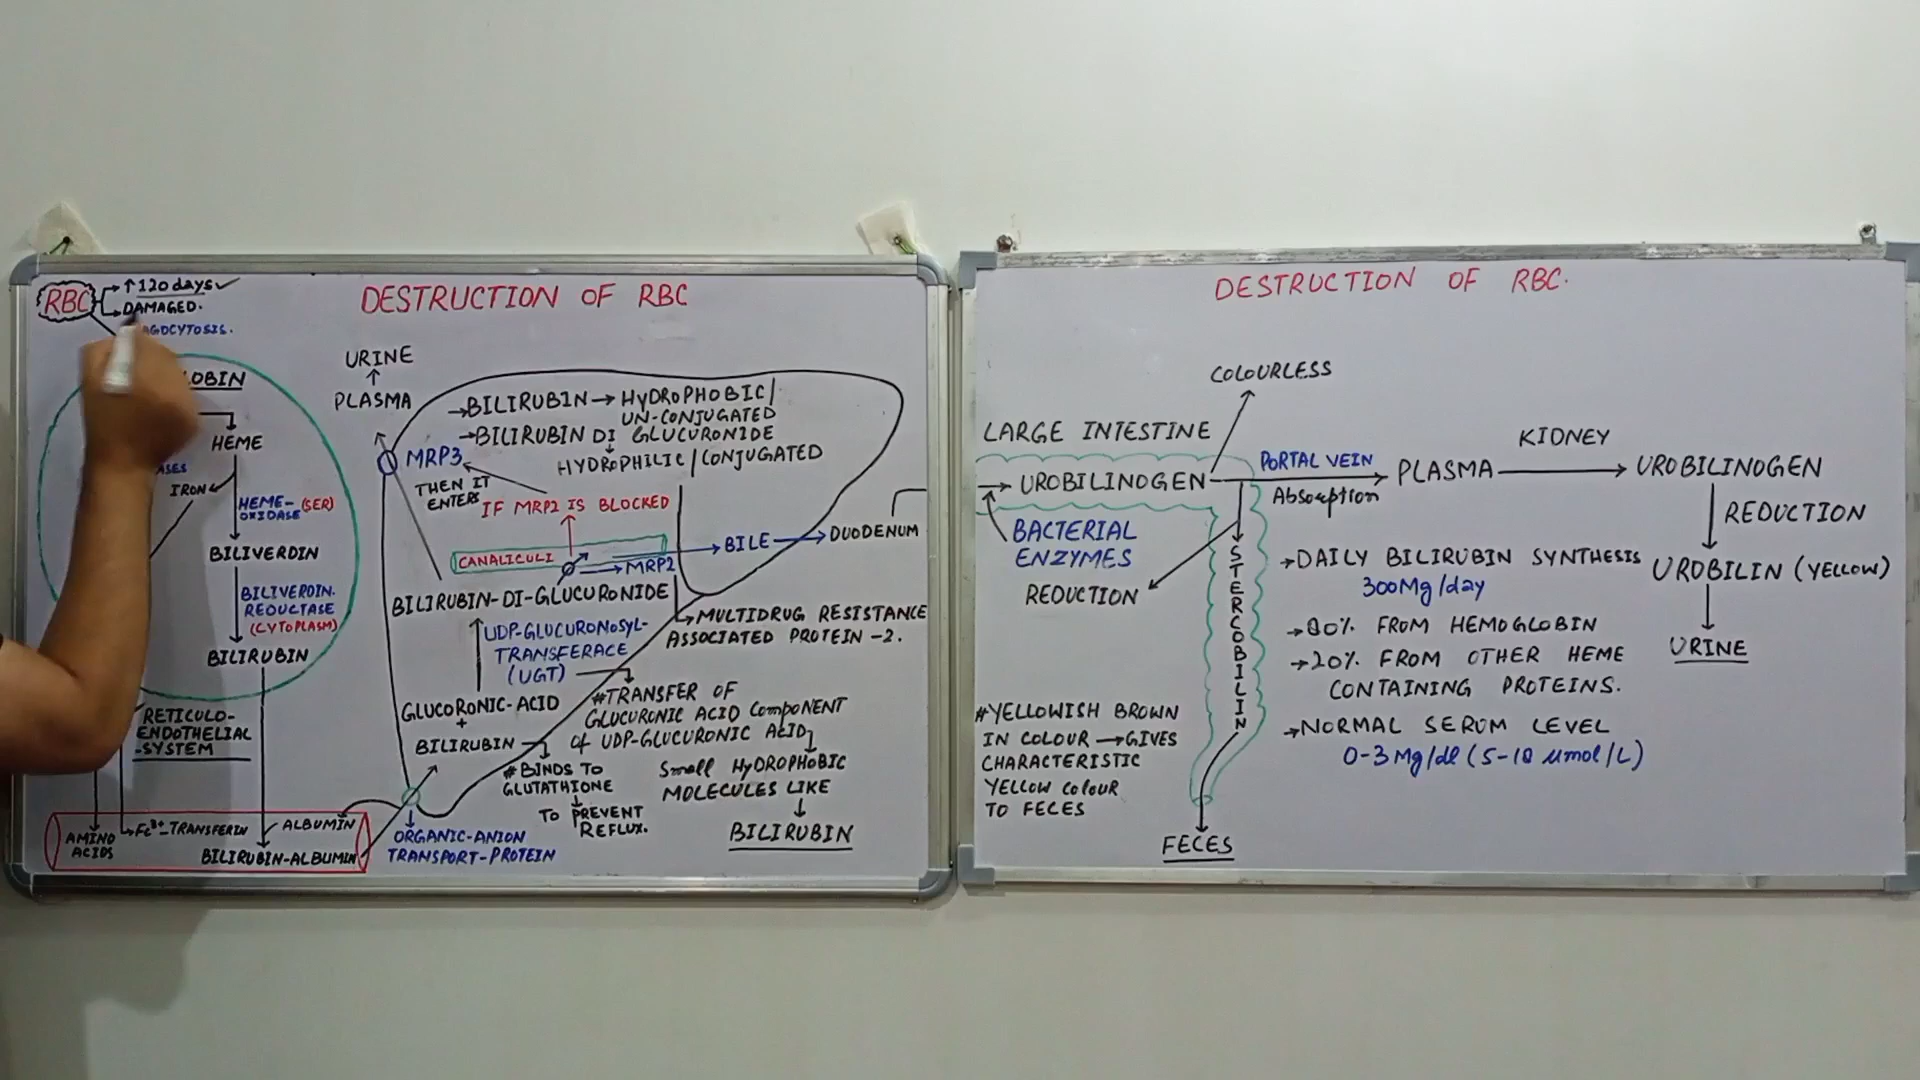 DESTRUCTION OF RBC
RBC
↑ 120 days ✓
DAMAGED.
HEME
IRON
HEME-
OXIDASE (SER)
BILIVERDIN
BILIVERDIN.
REDUCTASE
(CYTOPLASM)
BILIRUBIN
RETICULO-
ENDOTHELIAL
-SYSTEM
AMINO
ACIDS
Fe3+-TRANSFERIN
ALBUMIN
BILIRUBIN-ALBUMIN
URINE
↑
PLASMA
→BILIRUBIN→HYDROPHOBIC/
UN-CONJUGATED
→BILIRUBIN DI GLUCURONIDE
↓
HYDROPHILIC/CONJUGATED
MRP3
THEN IT
ENTERS
IF MRP2 IS BLOCKED
CANALICULI
MRP2
BILE
DUODENUM
BILIRUBIN-DI-GLUCURONIDE
→MULTIDRUG RESISTANCE
ASSOCIATED PROTEIN-2.
UDP-GLUCURONOSYL-
TRANSFERACE
(UGT)
GLUCORONIC-ACID
+
BILIRUBIN
#TRANSFER OF
GLUCURONIC ACID COMPONENT
of UDP-GLUCURONIC ACID
Small HYDROPHOBIC
MOLECULES LIKE
↓
BILIRUBIN
# BINDS TO
GLUTATHIONE
↓
TO PREVENT
REFLUX.
ORGANIC-ANION
TRANSPORT-PROTEIN
DESTRUCTION OF RBC.
COLOURLESS
LARGE INTESTINE
UROBILINOGEN
PORTAL VEIN
Absorption
PLASMA
KIDNEY
UROBILINOGEN
BACTERIAL
ENZYMES
REDUCTION
REDUCTION
UROBILIN (YELLOW)
URINE
STERCOBILIN
→DAILY BILIRUBIN SYNTHESIS
300Mg/day
→80% FROM HEMOGLOBIN
→20% FROM OTHER HEME
CONTAINING PROTEINS.
→NORMAL SERUM LEVEL
0-3Mg/dl (5-18 umol/L)
#YELLOWISH BROWN
IN COLOUR→GIVES
CHARACTERISTIC
YELLOW COLOUR
TO FECES
FECES